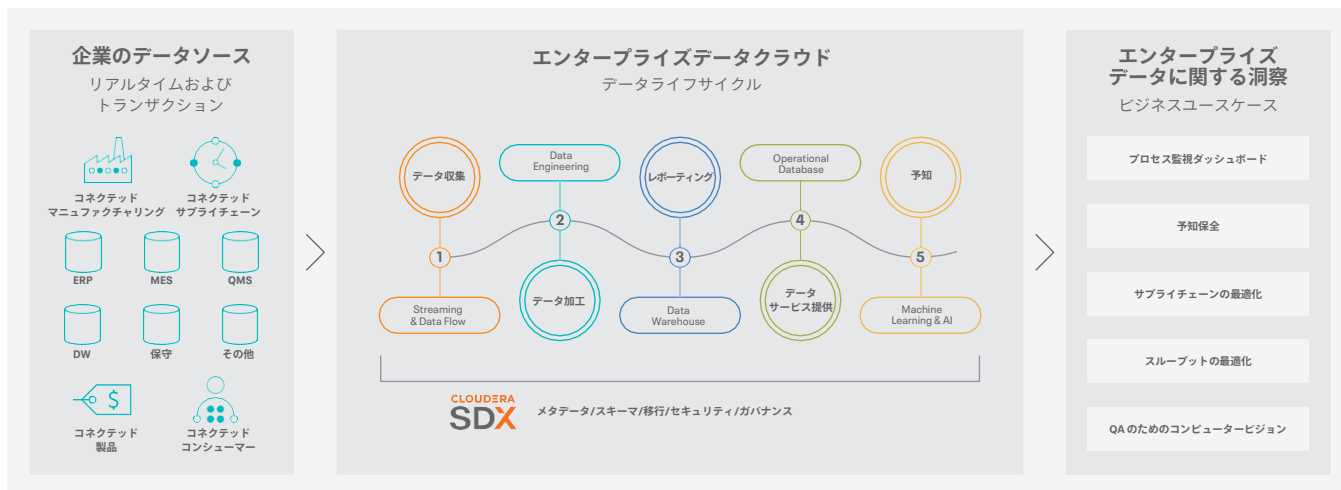 企業のデータソース
リアルタイムおよび
トランザクション
コネクテッド
マニュファクチャリング
コネクテッド
サプライチェーン
ERP
MES
QMS
DW
保守
その他
$
コネクテッド
製品
コネクテッド
コンシューマー
エンタープライズデータクラウド
データライフサイクル
データ収集
1
Streaming
& Data Flow
Data
Engineering
2
データ加工
レポーティング
3
Data
Warehouse
Operational
Database
4
データ
サービス提供
予知
5
Machine
Learning & AI
CLOUDERA
SDX
メタデータ/スキーマ/移行/セキュリティ/ガバナンス
エンタープライズ
データに関する洞察
ビジネスユースケース
プロセス監視ダッシュボード
予知保全
サプライチェーンの最適化
スループットの最適化
QA のためのコンピュータービジョン